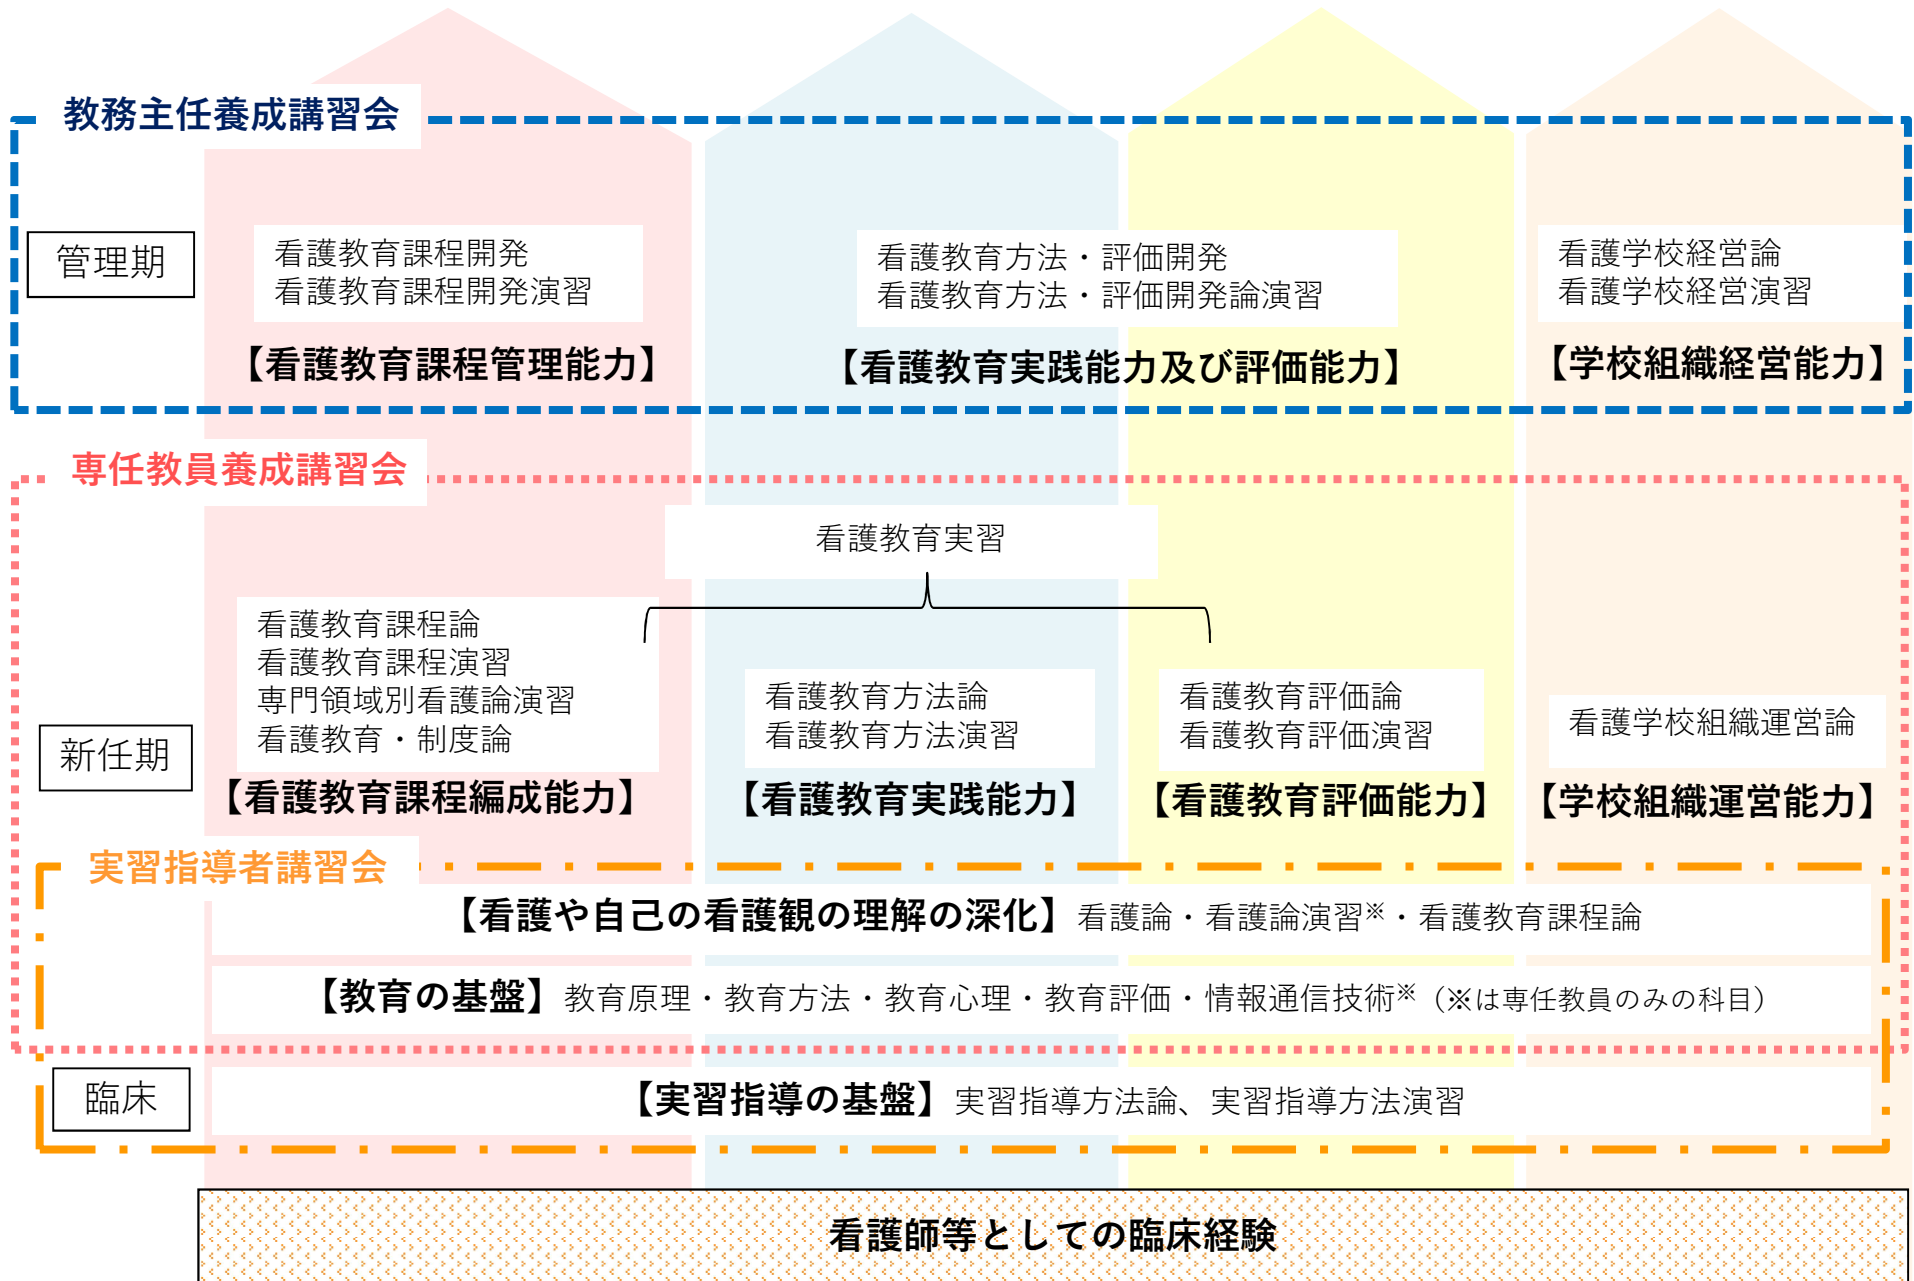 教務主任養成講習会
管理期
看護教育課程開発
看護教育課程開発演習
【看護教育課程管理能力】
看護教育方法・評価開発
看護教育方法・評価開発論演習
【看護教育実践能力及び評価能力】
看護学校経営論
看護学校経営演習
【学校組織経営能力】
専任教員養成講習会
看護教育実習
新任期
看護教育課程論
看護教育課程演習
専門領域別看護論演習
看護教育・制度論
【看護教育課程編成能力】
看護教育方法論
看護教育方法演習
【看護教育実践能力】
看護教育評価論
看護教育評価演習
【看護教育評価能力】
看護学校組織運営論
【学校組織運営能力】
実習指導者講習会
【看護や自己の看護観の理解の深化】看護論・看護論演習※・看護教育課程論
【教育の基盤】教育原理・教育方法・教育心理・教育評価・情報通信技術※（※は専任教員のみの科目）
臨床
【実習指導の基盤】実習指導方法論、実習指導方法演習
看護師等としての臨床経験